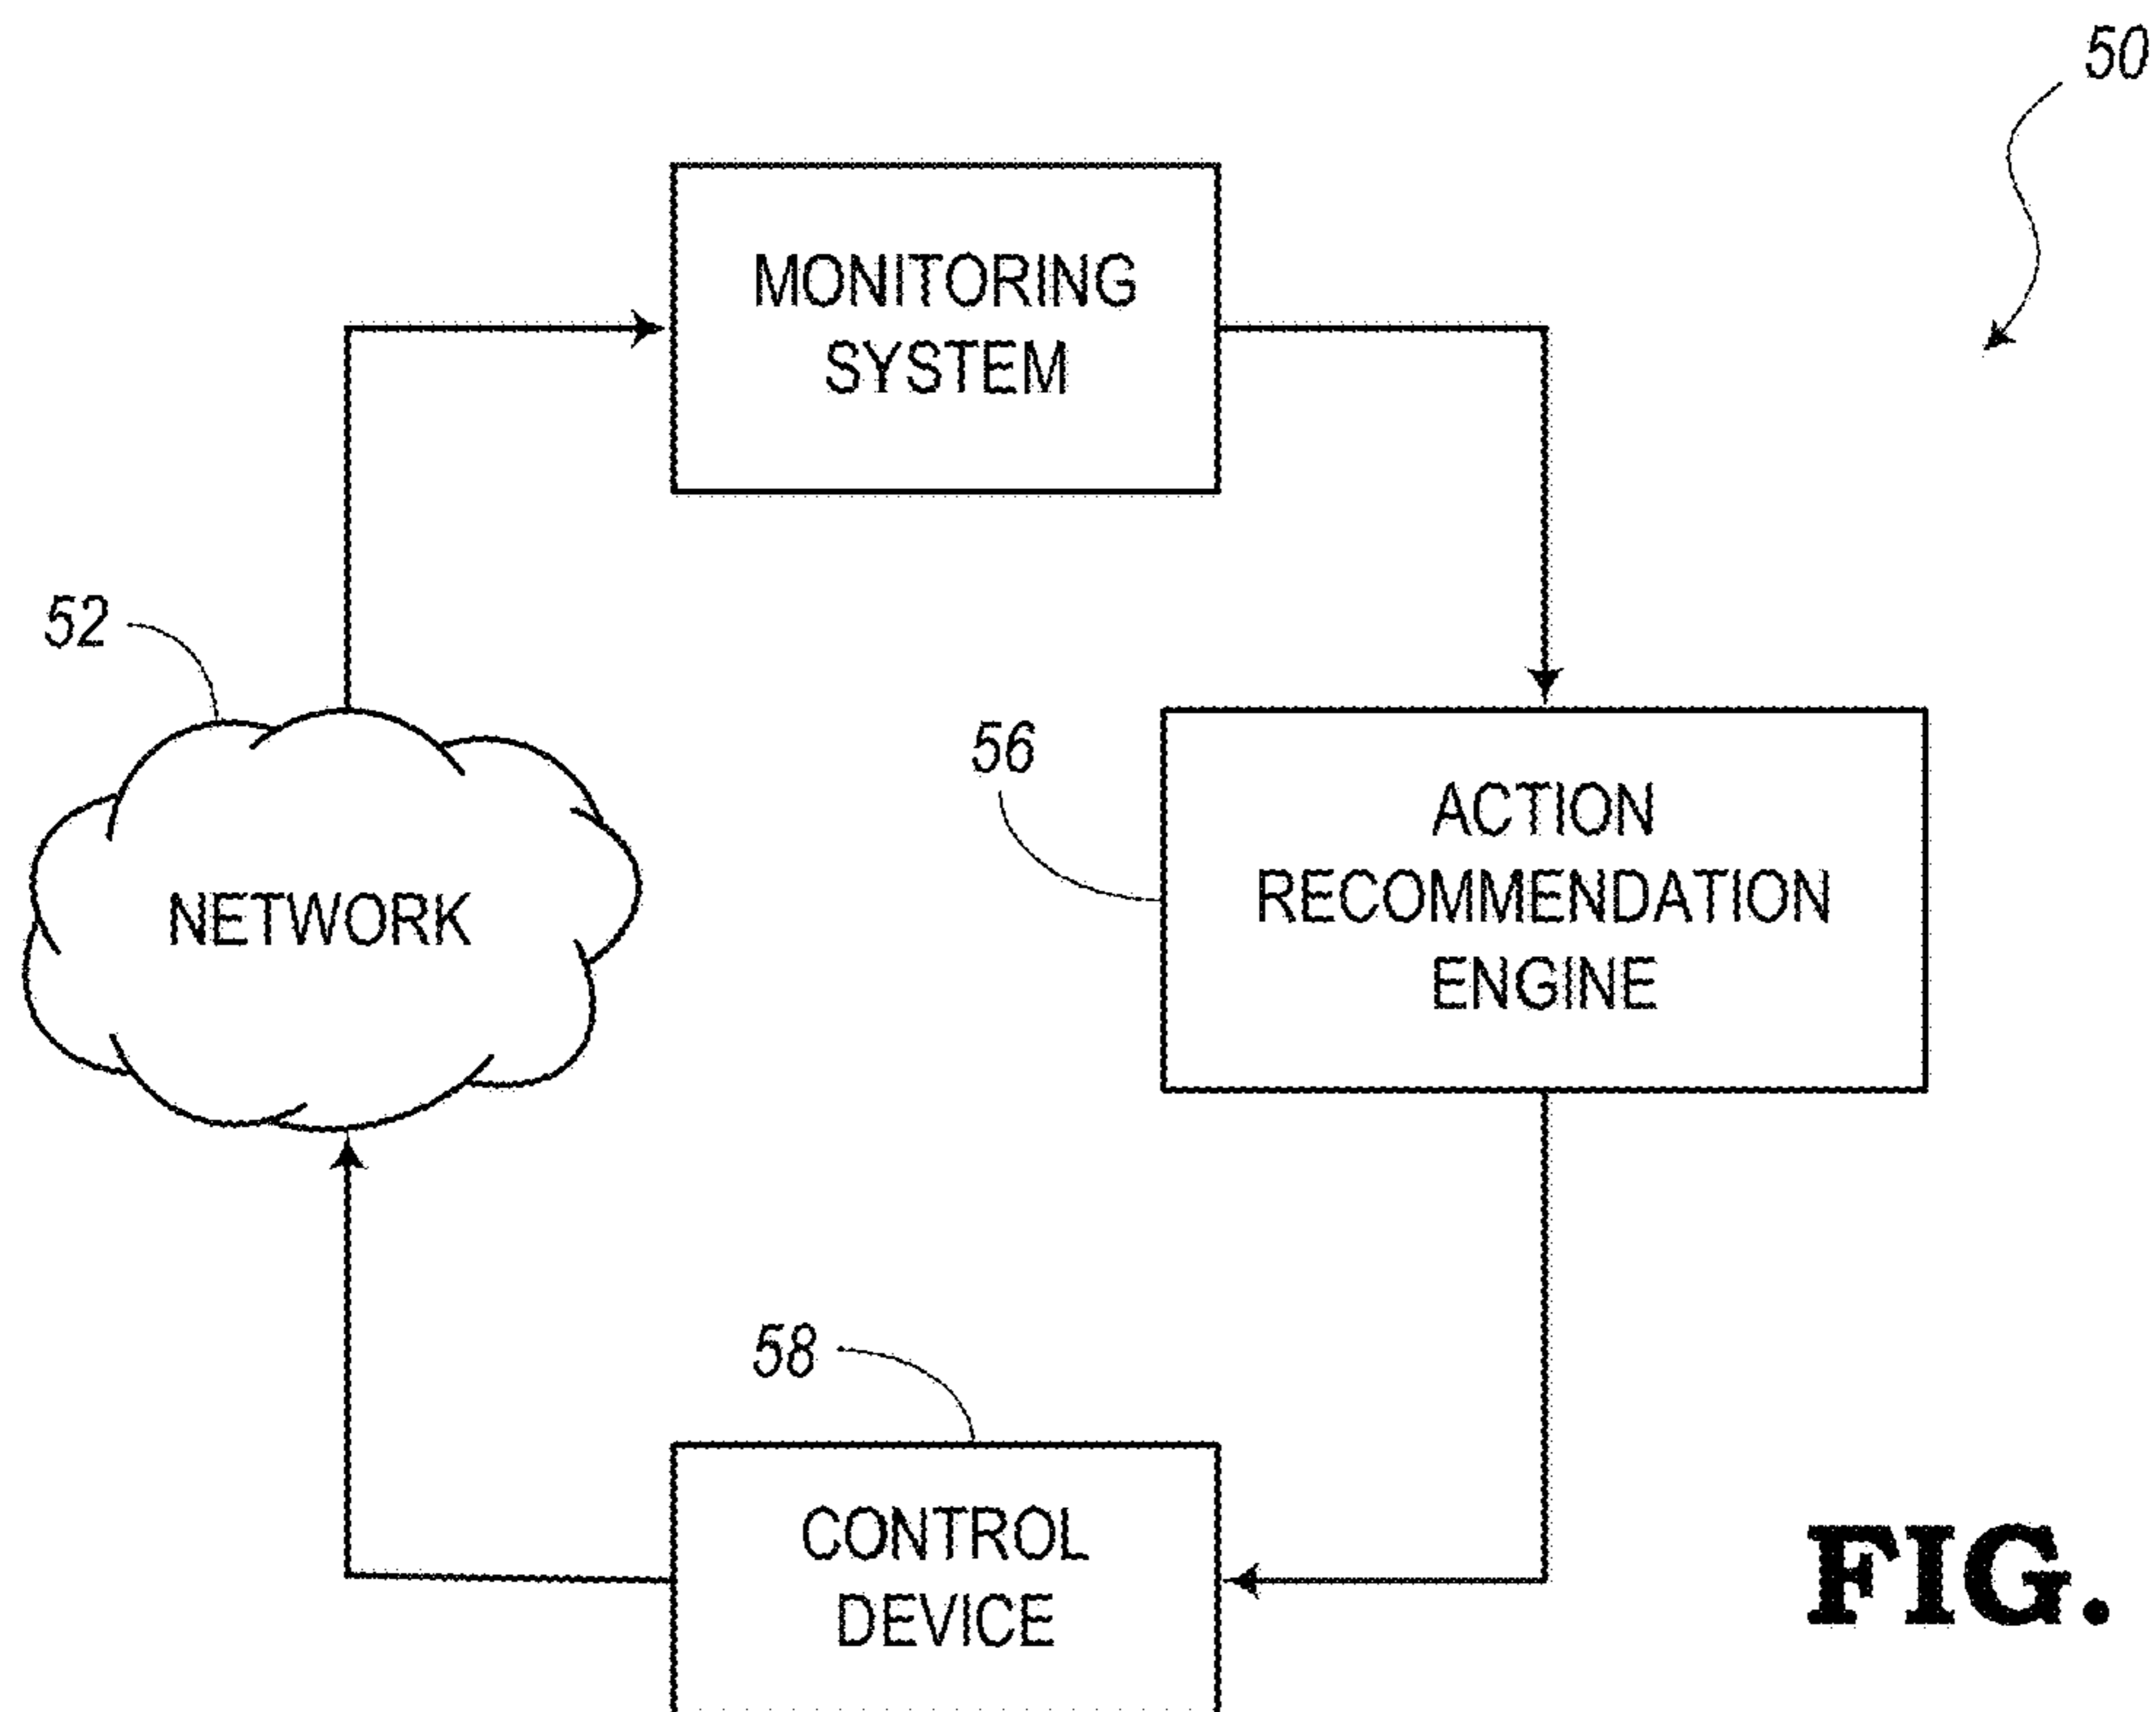 50
MONITORING
SYSTEM
52
56
NETWORK
ACTION
RECOMMENDATION
ENGINE
58
CONTROL
DEVICE
FIG.